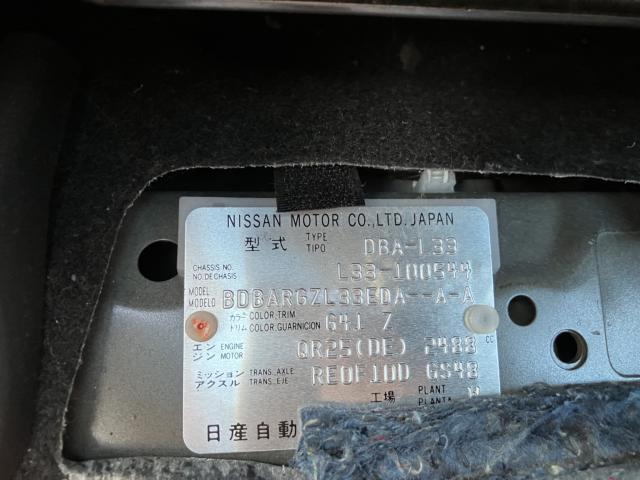 NISSAN MOTOR CO.,LTD. JAPAN
型式 TYPE TIPO DBA-L33
CHASSIS NO. NO. DE CHASIS L33-100544
MODEL MODELO BDBARGZL33EDA--A-A
カラー トリム COLOR,TRIM COLOR,GUARNICION G41 Z
エンジン ENGINE MOTOR QR25(DE) 2488 CC
ミッション アクスル TRANS.,AXLE TRANS.,EJE RE0F10D GS48
工場 PLANT PLANTA
日産自動